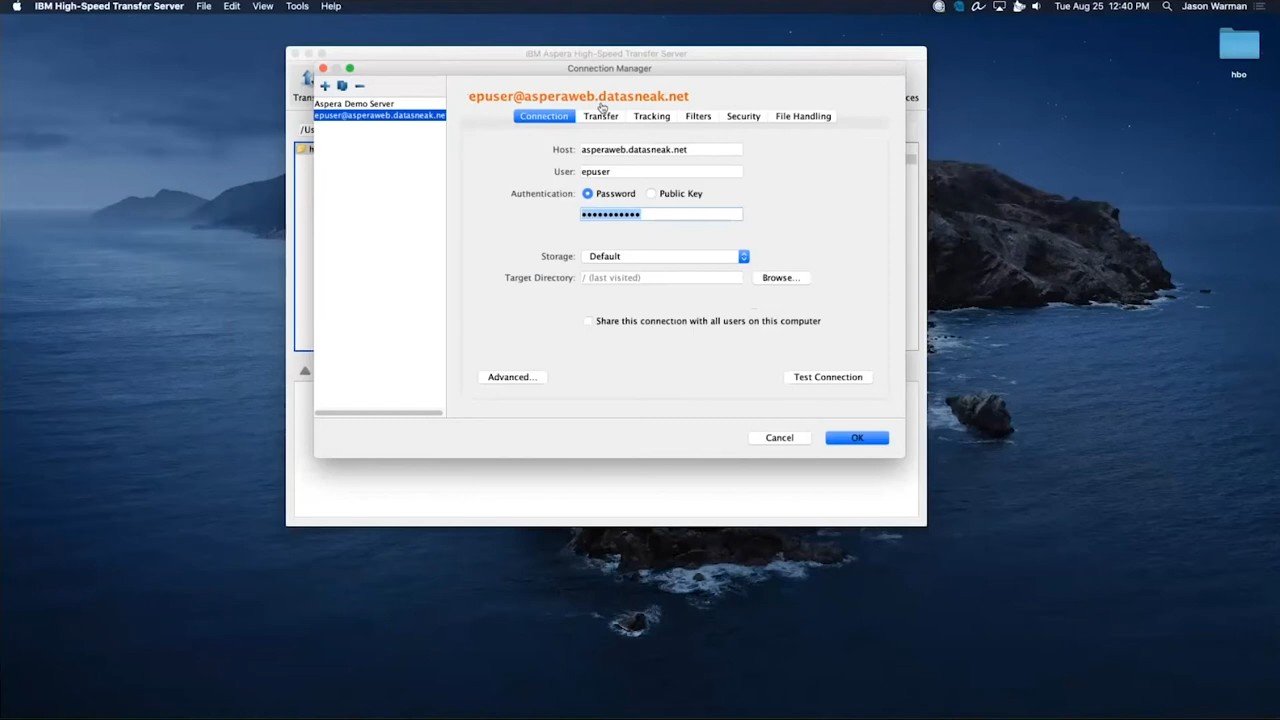 IBM High-Speed Transfer Server File Edit View Tools Help Tue Aug 25 12:40 PM Jason Warman
IBM Aspera High-Speed Transfer Server
Connection Manager
hbo
epuser@asperaweb.datasneak.net
Aspera Demo Server
epuser@asperaweb.datasneak.ne
Connection Transfer Tracking Filters Security File Handling
Host: asperaweb.datasneak.net
User: epuser
Authentication: Password Public Key
•••••••••••
Storage: Default
Target Directory: / (last visited) Browse...
Share this connection with all users on this computer
Advanced... Test Connection
Cancel OK